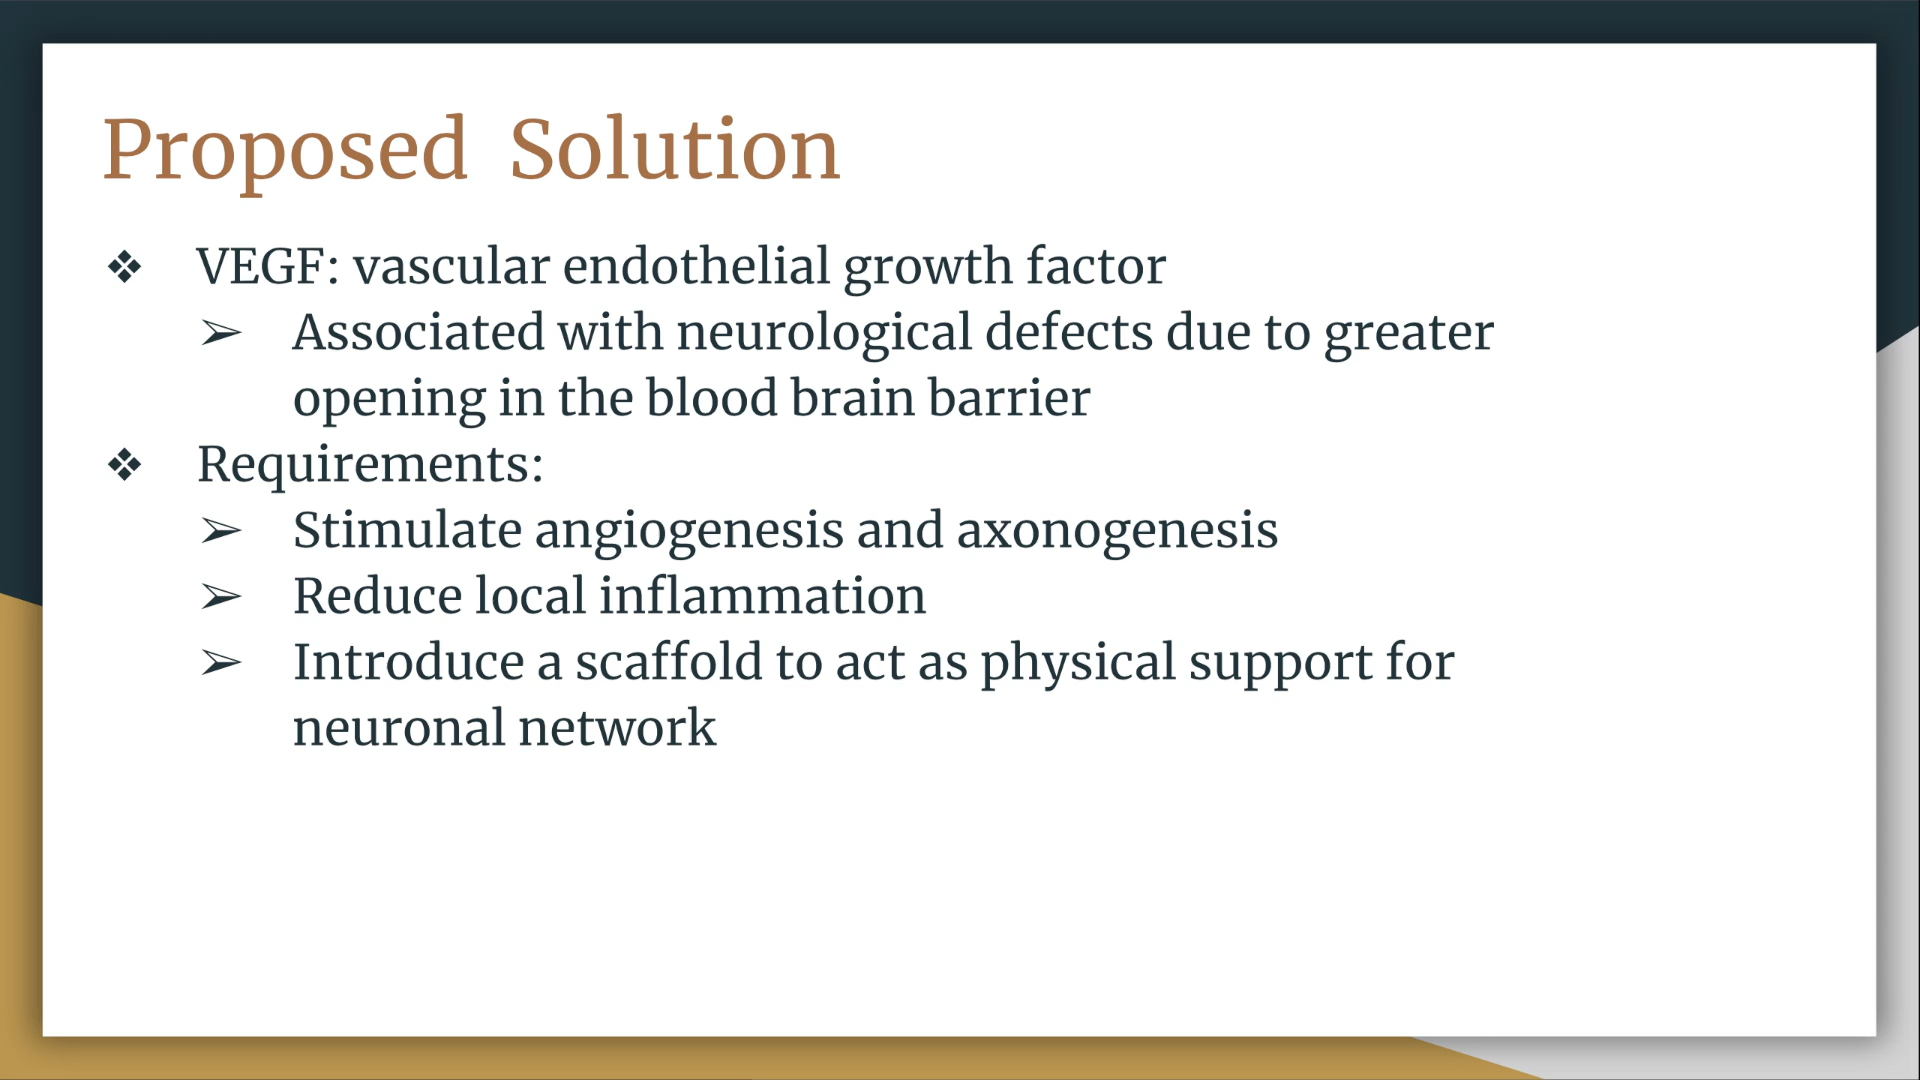 Proposed Solution
❖ VEGF: vascular endothelial growth factor
➢ Associated with neurological defects due to greater
opening in the blood brain barrier
❖ Requirements:
➢ Stimulate angiogenesis and axonogenesis
➢ Reduce local inflammation
➢ Introduce a scaffold to act as physical support for
neuronal network